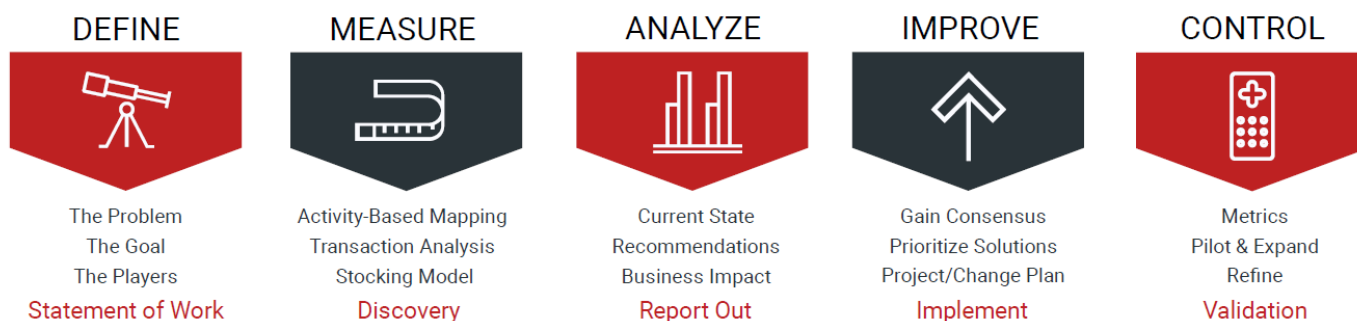 DEFINE
The Problem
The Goal
The Players
Statement of Work
MEASURE
Activity-Based Mapping
Transaction Analysis
Stocking Model
Discovery
ANALYZE
Current State
Recommendations
Business Impact
Report Out
IMPROVE
Gain Consensus
Prioritize Solutions
Project/Change Plan
Implement
CONTROL
Metrics
Pilot & Expand
Refine
Validation